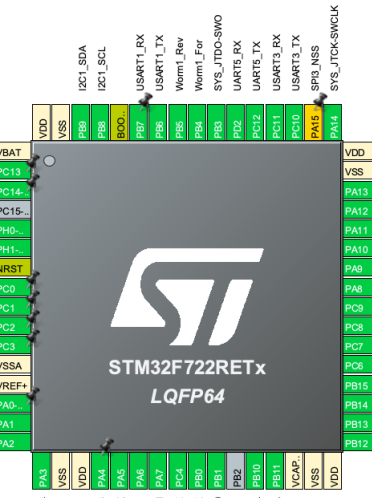 I2C1_SDA
I2C1_SCL
USART1_RX
USART1_TX
Worm1_Rev
Worm1_For
SYS_JTDO-SWO
UART5_RX
UART5_TX
USART3_RX
USART3_TX
SPI3_NSS
SYS_JTCK-SWCLK
VDD
VSS
PB9
PB8
BOO..
PB7
PB6
PB5
PB4
PB3
PD2
PC12
PC11
PC10
PA15
PA14
VBAT
PC13
PC14-..
PC15-..
PH0-..
PH1-..
NRST
PC0
PC1
PC2
PC3
VSSA
VREF+
PA0-..
PA1
PA2
VDD
VSS
PA13
PA12
PA11
PA10
PA9
PA8
PC9
PC8
PC7
PC6
PB15
PB14
PB13
PB12
STM32F722RETx
LQFP64
PA3
VSS
VDD
PA4
PA5
PA6
PA7
PC4
PB0
PB1
PB2
PB10
PB11
VCAP..
VSS
VDD